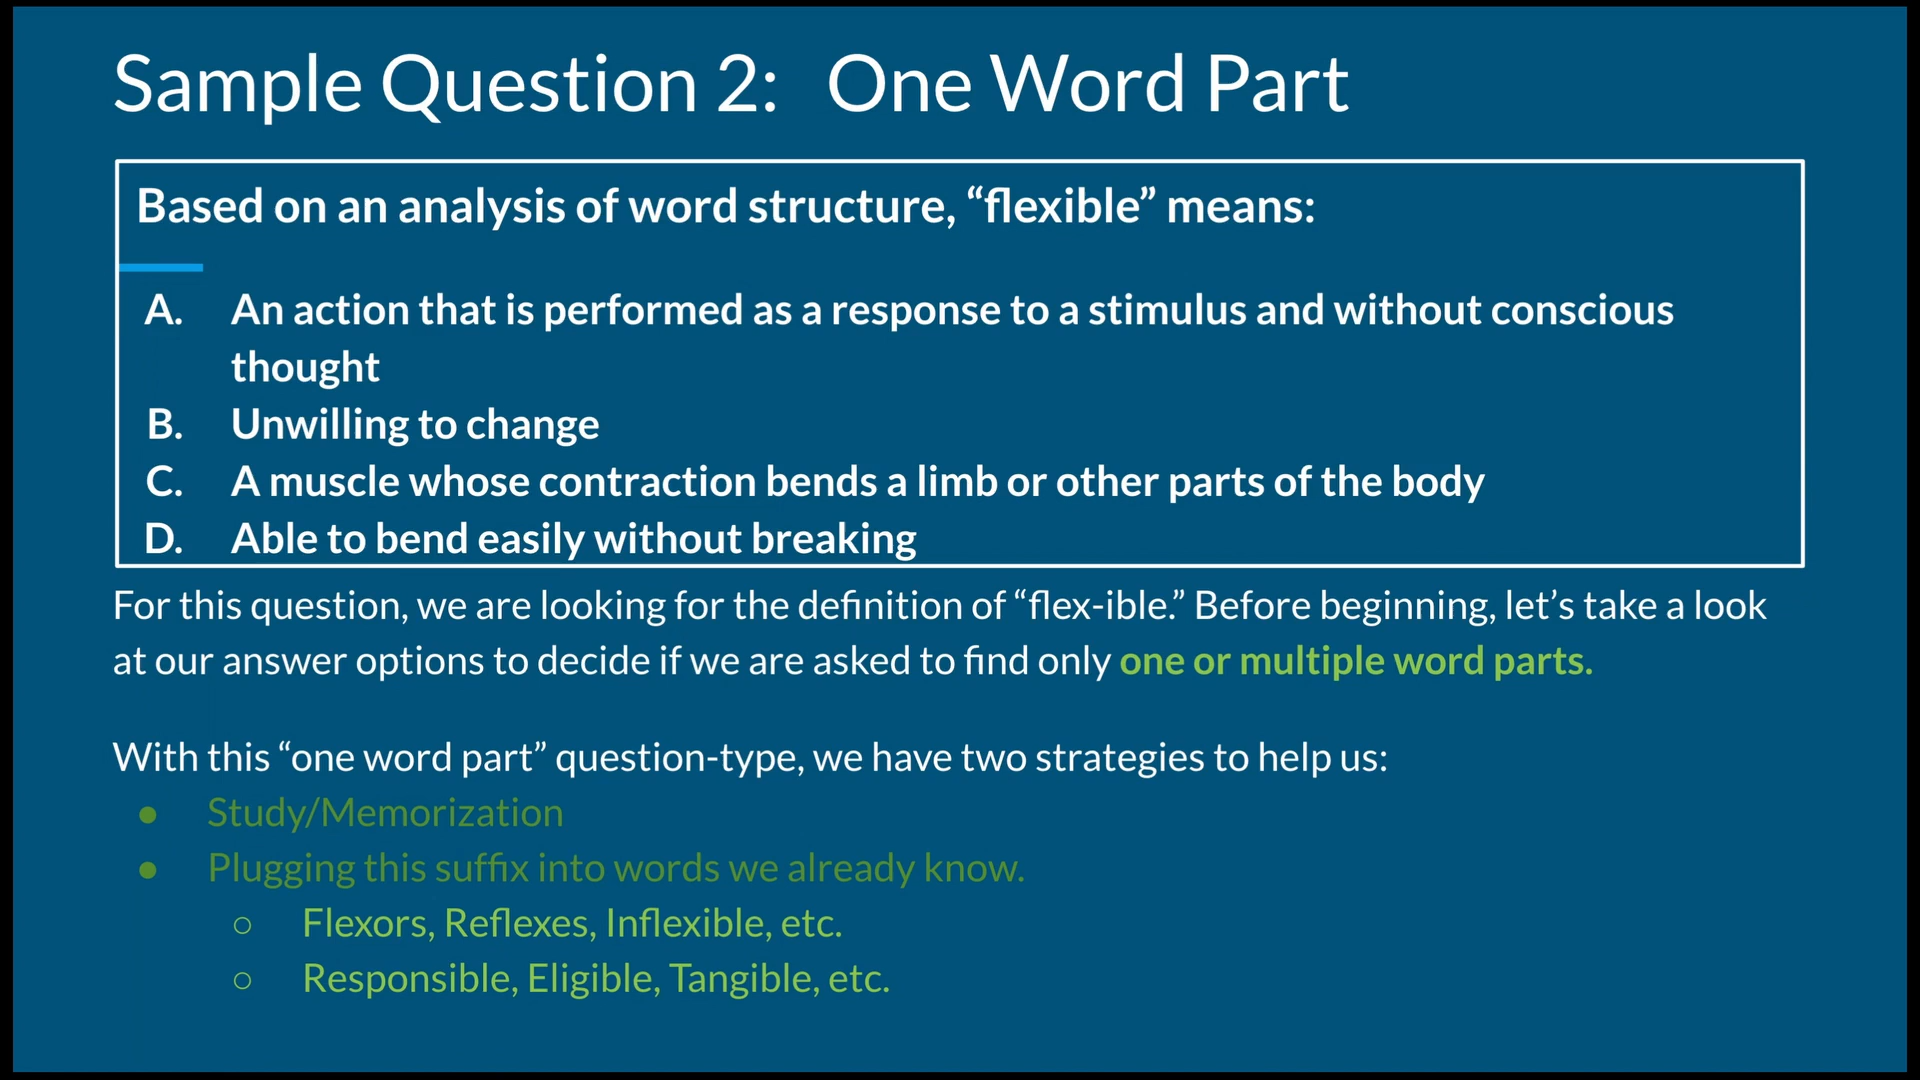 Sample Question 2: One Word Part
Based on an analysis of word structure, “flexible” means:
A. An action that is performed as a response to a stimulus and without conscious
thought
B. Unwilling to change
C. A muscle whose contraction bends a limb or other parts of the body
D. Able to bend easily without breaking
For this question, we are looking for the definition of “flex-ible.” Before beginning, let’s take a look
at our answer options to decide if we are asked to find only one or multiple word parts.
With this “one word part” question-type, we have two strategies to help us:
● Study/Memorization
● Plugging this suffix into words we already know.
○ Flexors, Reflexes, Inflexible, etc.
○ Responsible, Eligible, Tangible, etc.